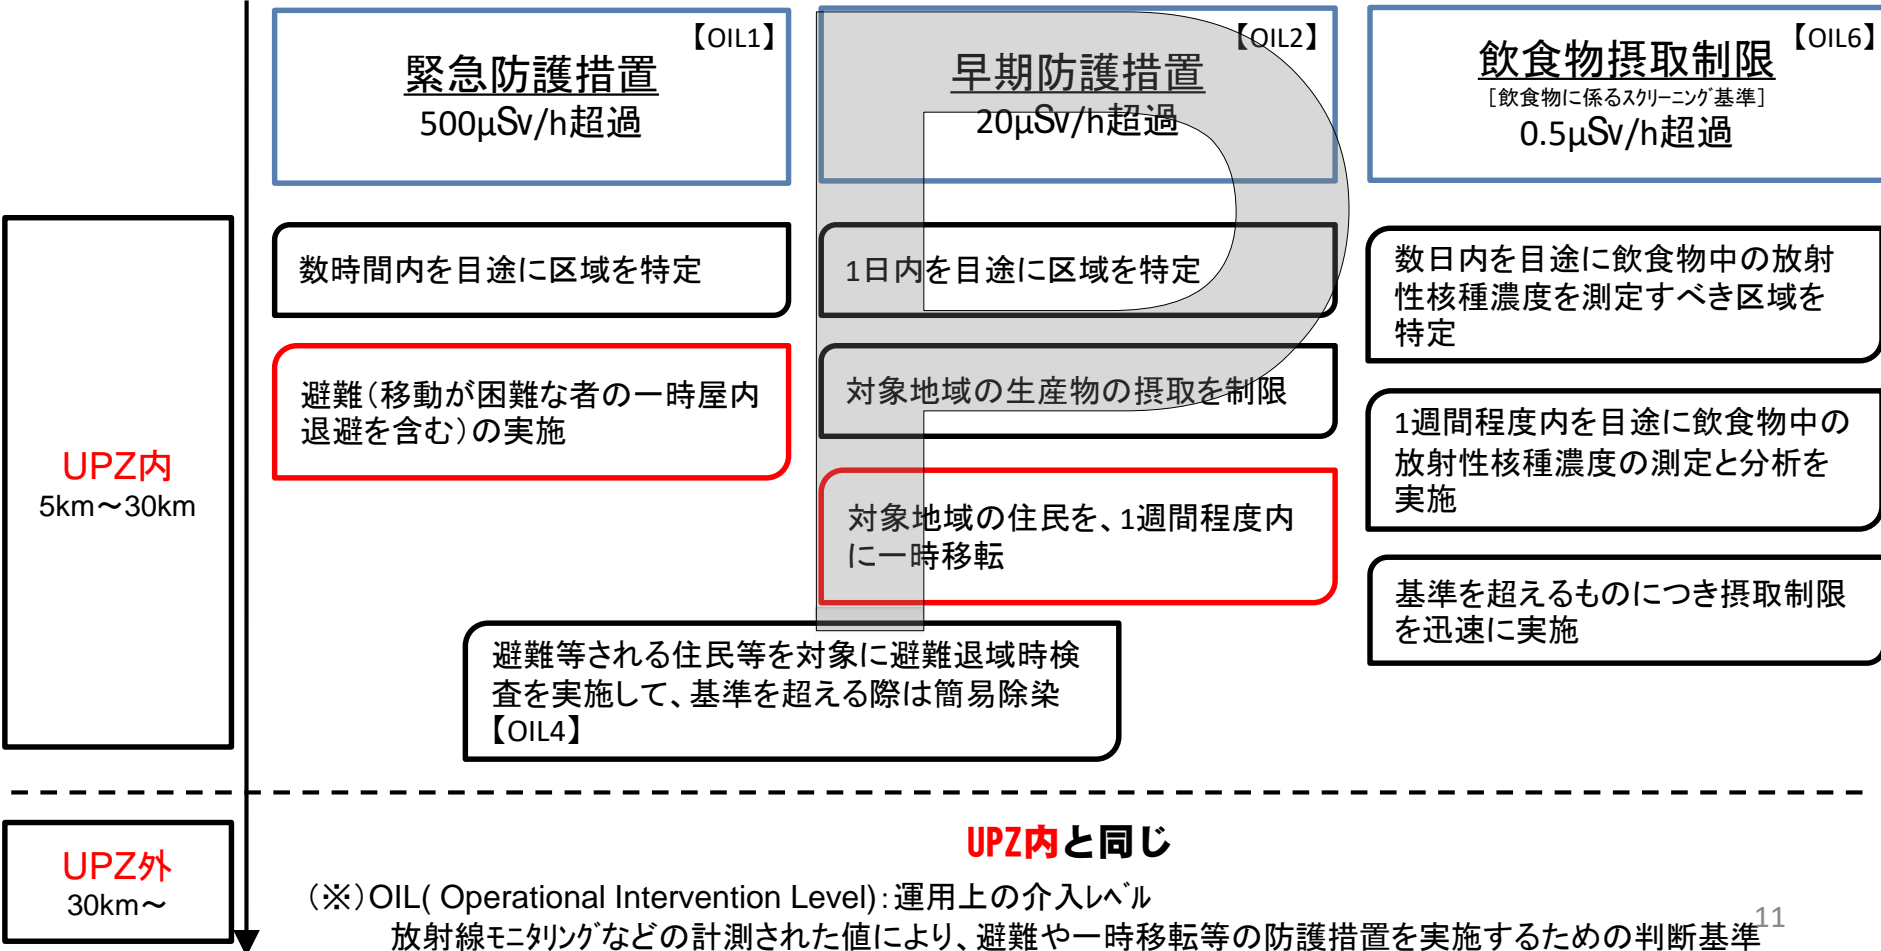 【OIL1】
緊急防護措置
500μSv/h超過
【OIL2】
早期防護措置
20μSv/h超過
【OIL6】
飲食物摂取制限
[飲食物に係るスクリーニング基準]
0.5μSv/h超過
UPZ内
5km～30km
数時間内を目途に区域を特定
避難（移動が困難な者の一時屋内
退避を含む）の実施
1日内を目途に区域を特定
対象地域の生産物の摂取を制限
対象地域の住民を、1週間程度内
に一時移転
数日内を目途に飲食物中の放射
性核種濃度を測定すべき区域を
特定
1週間程度内を目途に飲食物中の
放射性核種濃度の測定と分析を
実施
基準を超えるものにつき摂取制限
を迅速に実施
避難等される住民等を対象に避難退域時検
査を実施して、基準を超える際は簡易除染
【OIL4】
UPZ外
30km～
UPZ内と同じ
（※）OIL( Operational Intervention Level)：運用上の介入ﾚﾍﾞﾙ
放射線ﾓﾆﾀﾘﾝｸﾞなどの計測された値により、避難や一時移転等の防護措置を実施するための判断基準
11
P